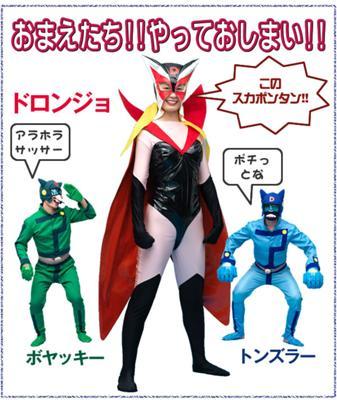 おまえたち!!やっておしまい!!
ドロンジョ
この
スカポンタン!!
アラホラ
サッサー
ポチっ
とな
D
ボヤッキー
トンズラー